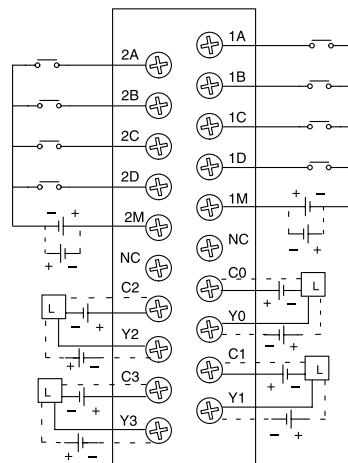 1A
2A
1B
2B
1C
2C
1D
2D
1M
+
−
−
+
2M
+
−
−
+
NC
NC
C0
C2
L
+
−
L
−
+
Y0
Y2
−
+
−
+
C1
C3
L
+
−
L
−
+
Y1
Y3
−
+
−
+